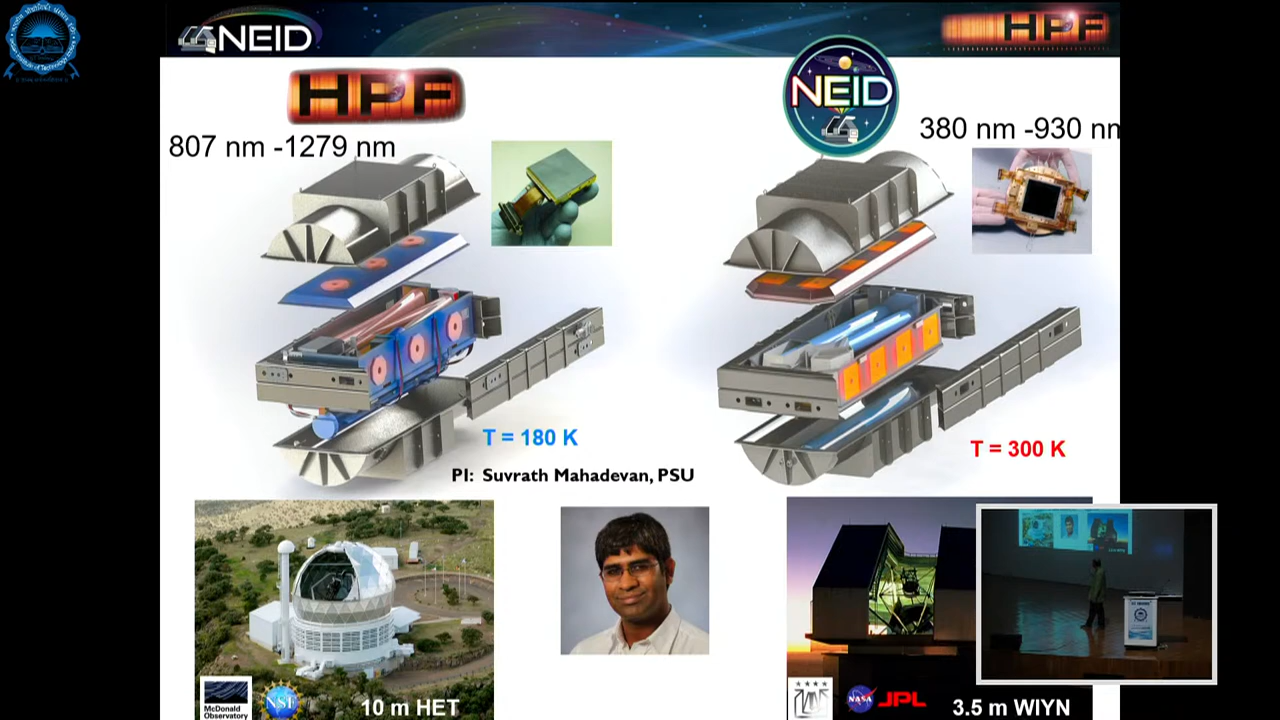 NEID
HPF
HPF
NEID
807 nm -1279 nm
380 nm -930 nm
T = 180 K
T = 300 K
PI: Suvrath Mahadevan, PSU
McDonald
Observatory
NSF
10 m HET
NASA
JPL
3.5 m WIYN